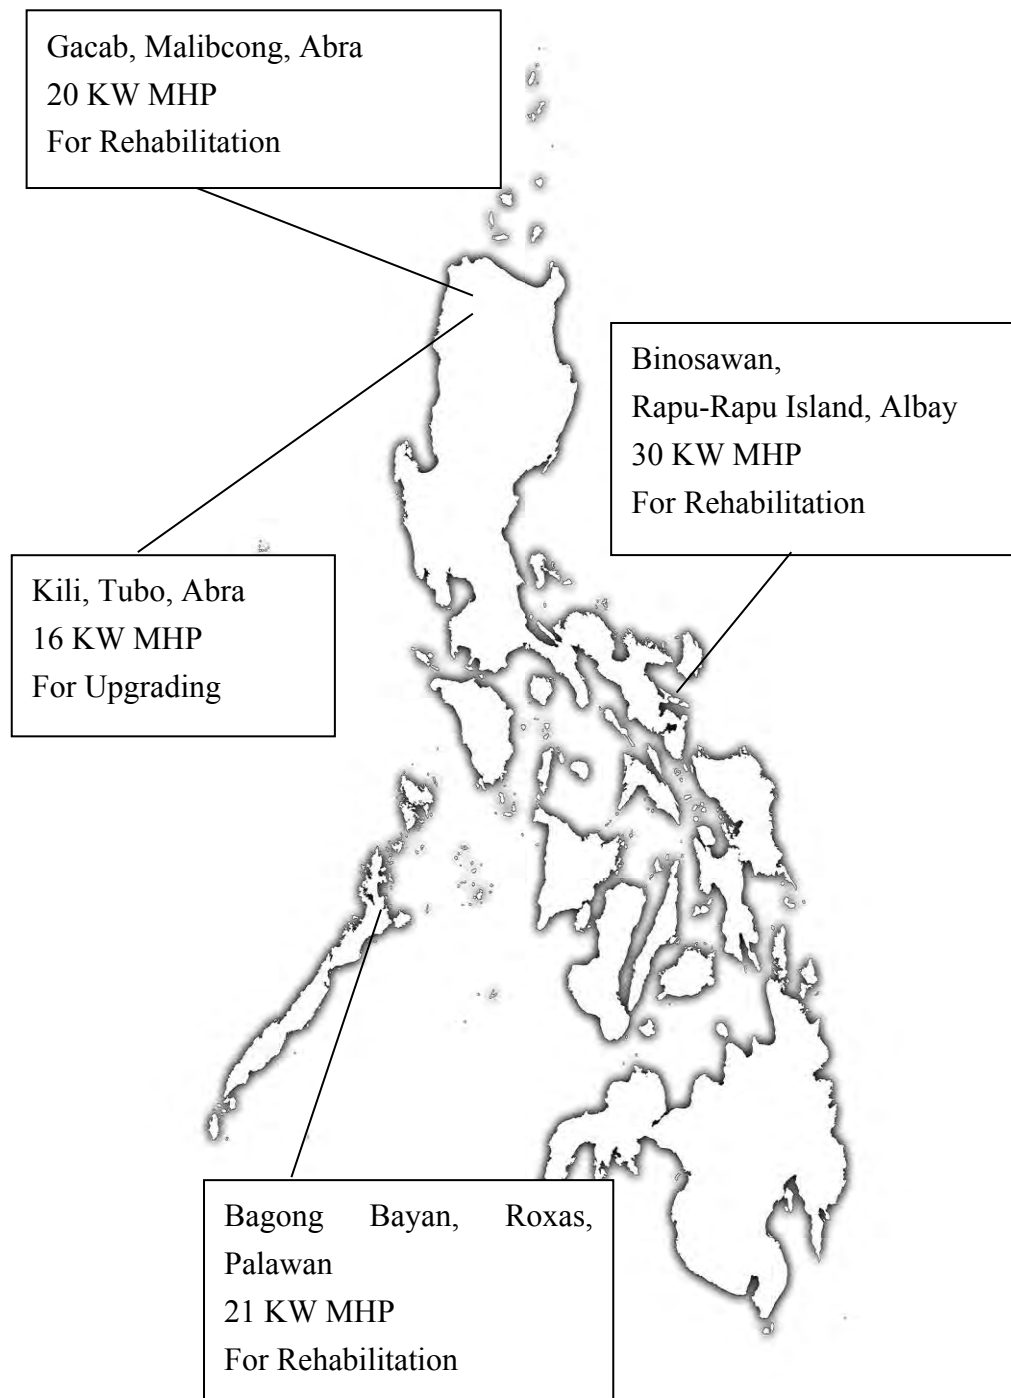 Gacab, Malibcong, Abra
20 KW MHP
For Rehabilitation
Binosawan,
Rapu-Rapu Island, Albay
30 KW MHP
For Rehabilitation
Kili, Tubo, Abra
16 KW MHP
For Upgrading
Bagong Bayan, Roxas,
Palawan
21 KW MHP
For Rehabilitation